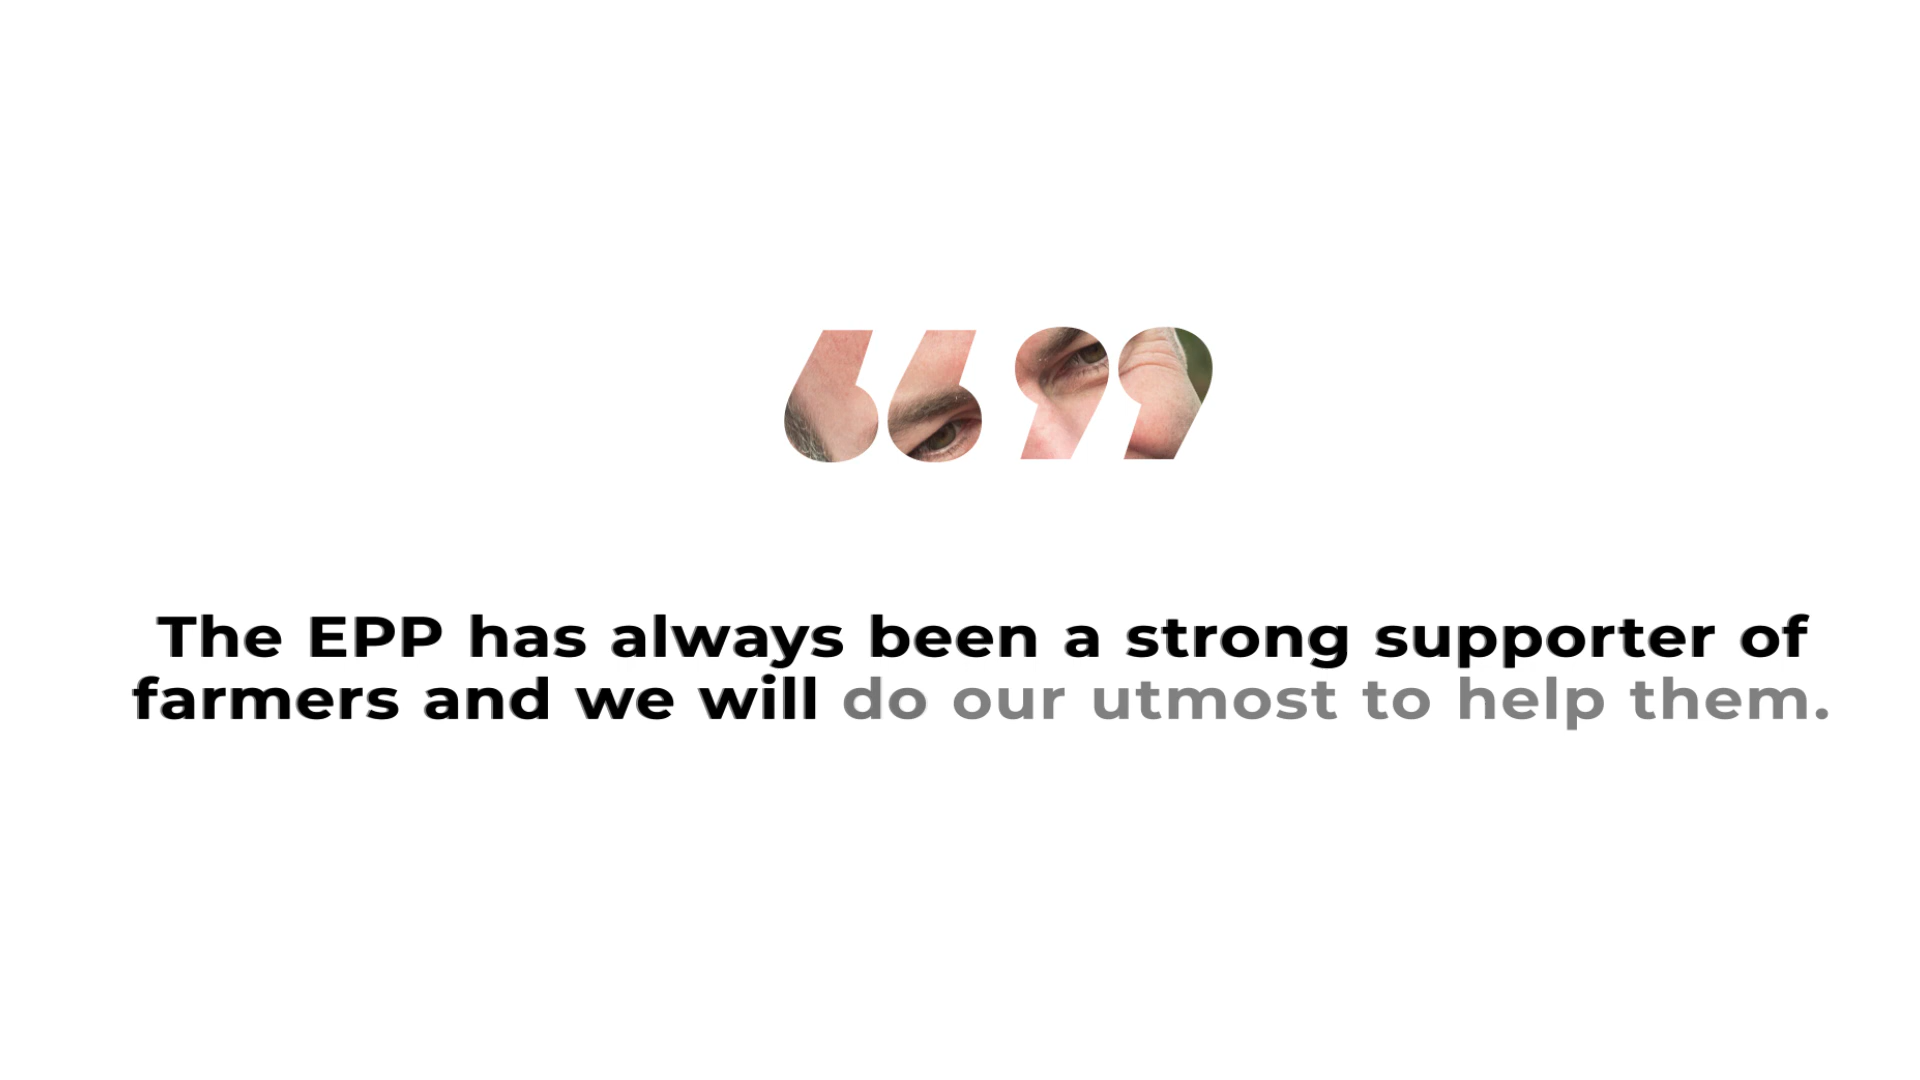 “ ”
The EPP has always been a strong supporter of
farmers and we will do our utmost to help them.